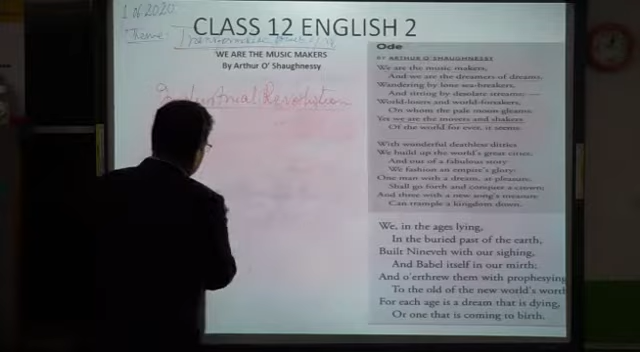 1.06.2020
CLASS 12 ENGLISH 2
Theme:
WE ARE THE MUSIC MAKERS
By Arthur O' Shaughnessy
Industrial Revolution
Ode
BY ARTHUR O'SHAUGHNESSY
We are the music makers,
And we are the dreamers of dreams,
Wandering by lone sea-breakers,
And sitting by desolate streams;—
World-losers and world-forsakers,
On whom the pale moon gleams:
Yet we are the movers and shakers
Of the world for ever, it seems.
With wonderful deathless ditties
We build up the world's great cities,
And out of a fabulous story
We fashion an empire's glory:
One man with a dream, at pleasure,
Shall go forth and conquer a crown;
And three with a new song's measure
Can trample a kingdom down.
We, in the ages lying,
In the buried past of the earth,
Built Nineveh with our sighing,
And Babel itself in our mirth;
And o'erthrew them with prophesying
To the old of the new world's wort
For each age is a dream that is dying,
Or one that is coming to birth.